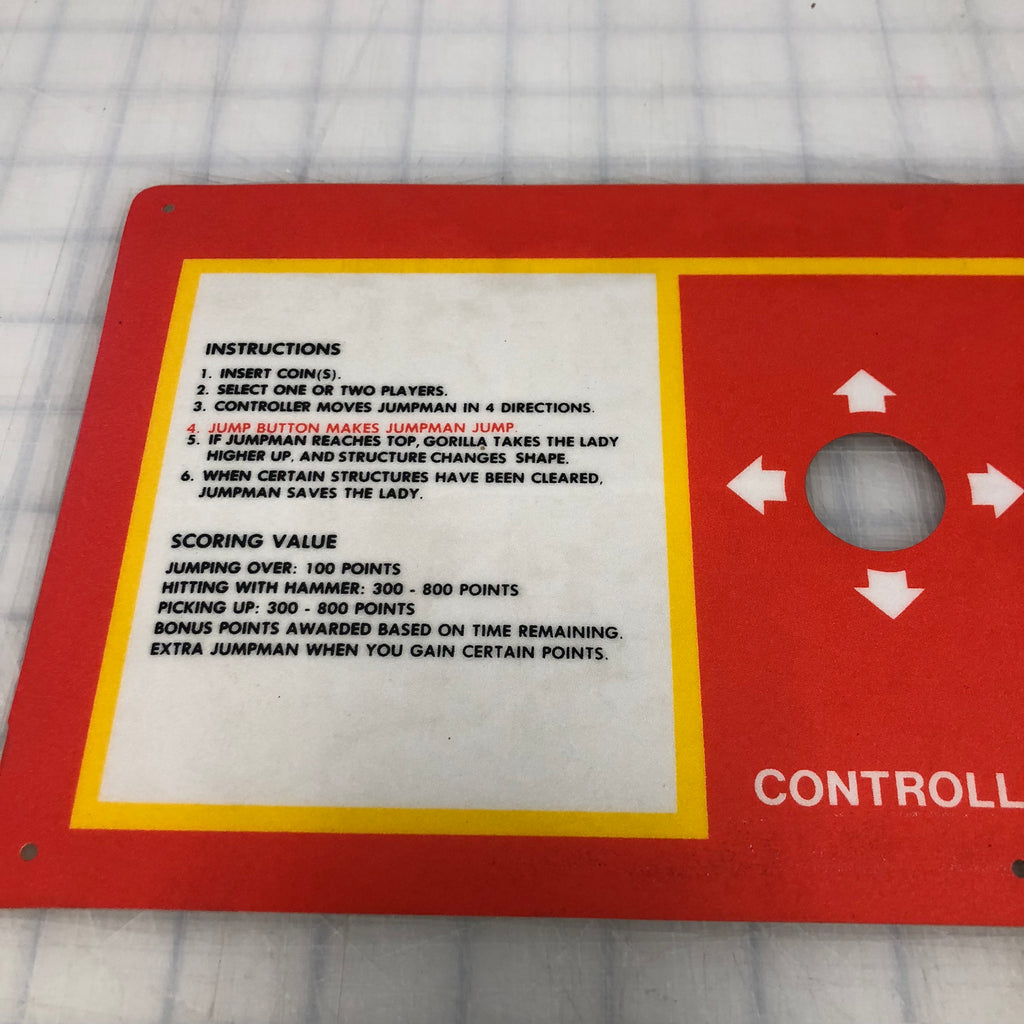 INSTRUCTIONS
1. INSERT COIN(S).
2. SELECT ONE OR TWO PLAYERS.
3. CONTROLLER MOVES JUMPMAN IN 4 DIRECTIONS.
4. JUMP BUTTON MAKES JUMPMAN JUMP.
5. IF JUMPMAN REACHES TOP, GORILLA TAKES THE LADY
HIGHER UP, AND STRUCTURE CHANGES SHAPE.
6. WHEN CERTAIN STRUCTURES HAVE BEEN CLEARED,
JUMPMAN SAVES THE LADY.
SCORING VALUE
JUMPING OVER: 100 POINTS
HITTING WITH HAMMER: 300 - 800 POINTS
PICKING UP: 300 - 800 POINTS
BONUS POINTS AWARDED BASED ON TIME REMAINING.
EXTRA JUMPMAN WHEN YOU GAIN CERTAIN POINTS.
CONTROLL